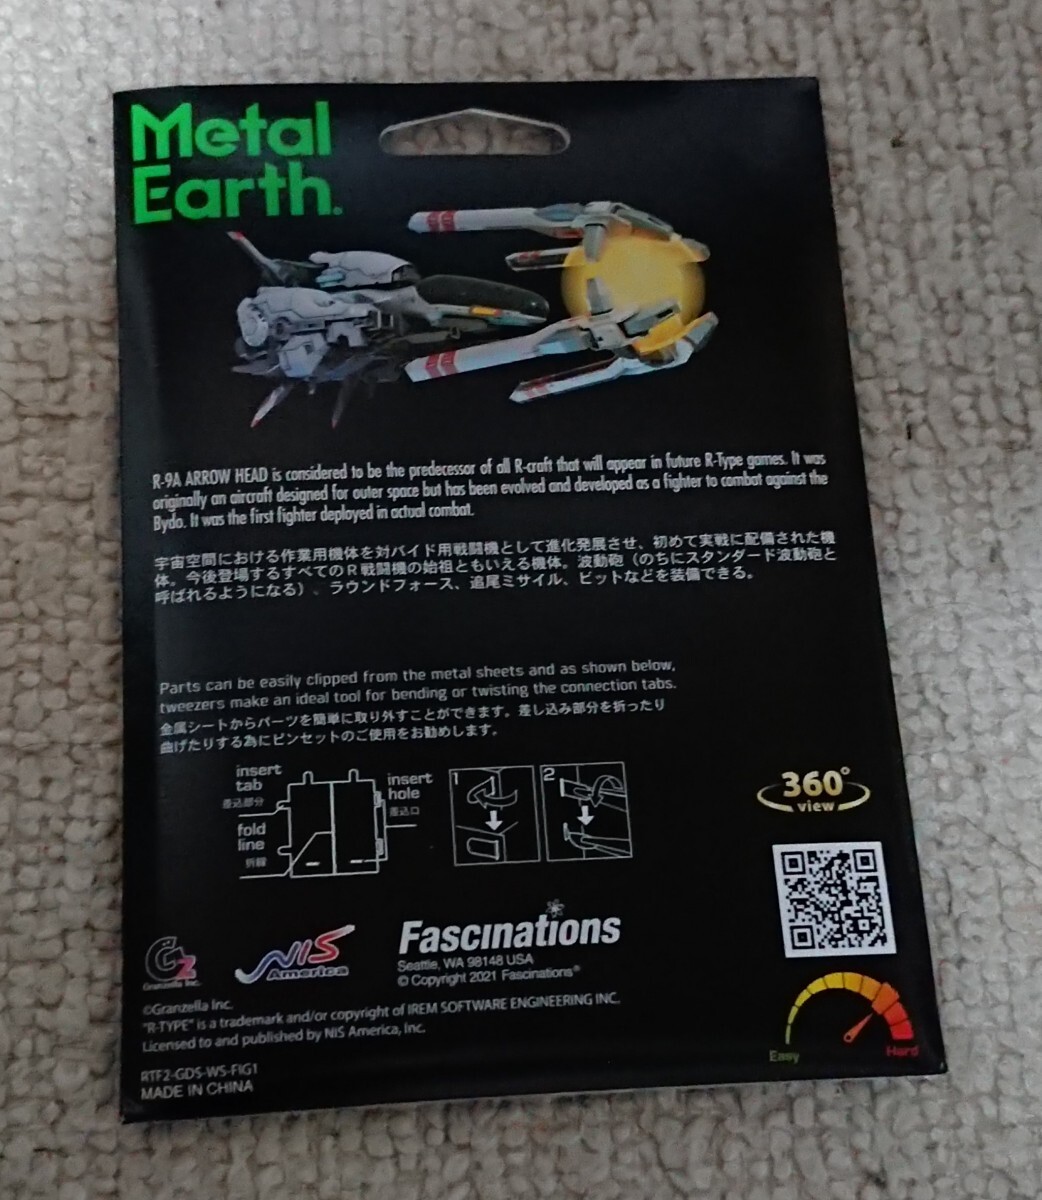 Metal
Earth®
R-9A ARROW HEAD is considered to be the predecessor of all R-craft that will appear in future R-Type games. It was
originally an aircraft designed for outer space but has been evolved and developed as a fighter to combat against the
Bydo. It was the first fighter deployed in actual combat.
宇宙空間における作業用機体を対バイド用戦闘機として進化発展させ、初めて実戦に配備された機
体。今後登場するすべてのR戦闘機の始祖ともいえる機体。波動砲（のちにスタンダード波動砲と
呼ばれるようになる）、ラウンドフォース、追尾ミサイル、ビットなどを装備できる。
Parts can be easily clipped from the metal sheets and as shown below,
tweezers make an ideal tool for bending or twisting the connection tabs.
金属シートからパーツを簡単に取り外すことができます。差し込み部分を折ったり
曲げたりする為にピンセットのご使用をお勧めします。
insert
tab
差込部分
fold
line
折線
insert
hole
差込口
1
2
360°
view
Gz
Granzella Inc.
NIS
America
Fascinations
Seattle, WA 98148 USA
© Copyright 2021 Fascinations®
©Granzella Inc.
"R-TYPE" is a trademark and/or copyright of IREM SOFTWARE ENGINEERING INC.
Licensed to and published by NIS America, Inc.
RTF2-GDS-WS-FIG1
MADE IN CHINA
Easy
Hard